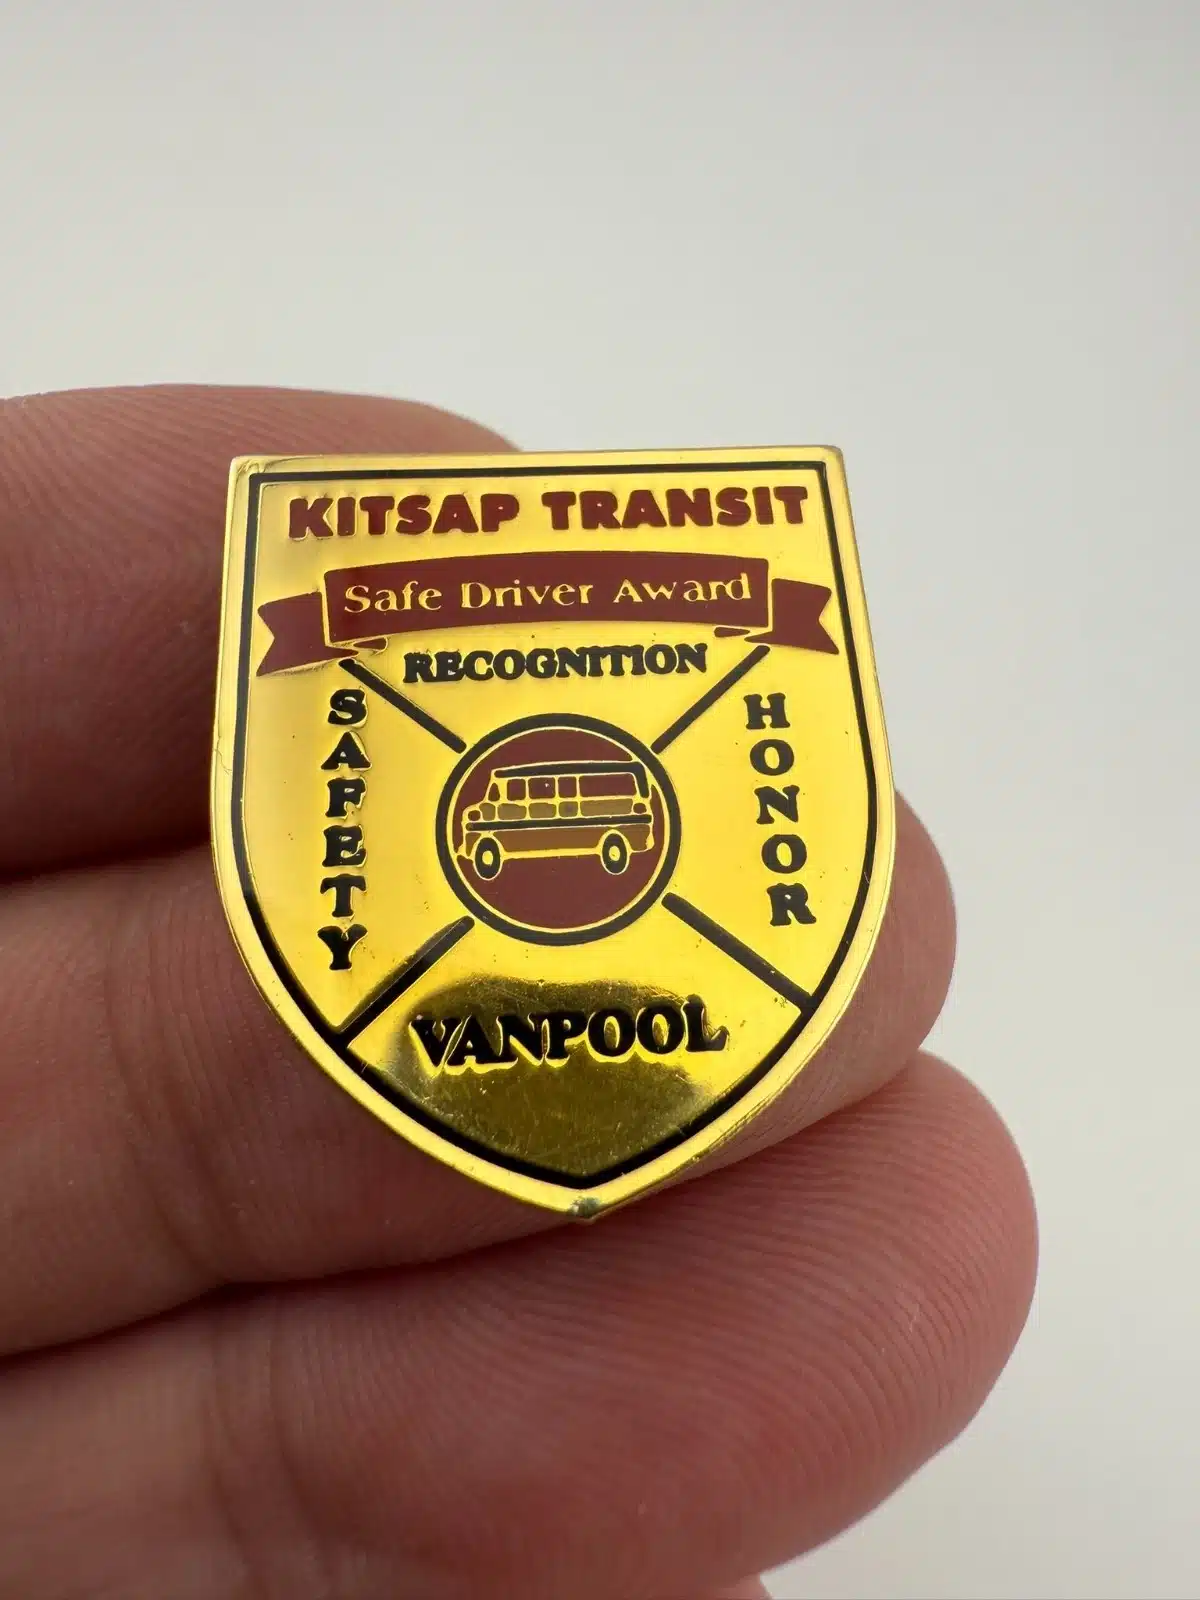 KITSAP TRANSIT
Safe Driver Award
RECOGNITION
SAFETY
HONOR
VANPOOL